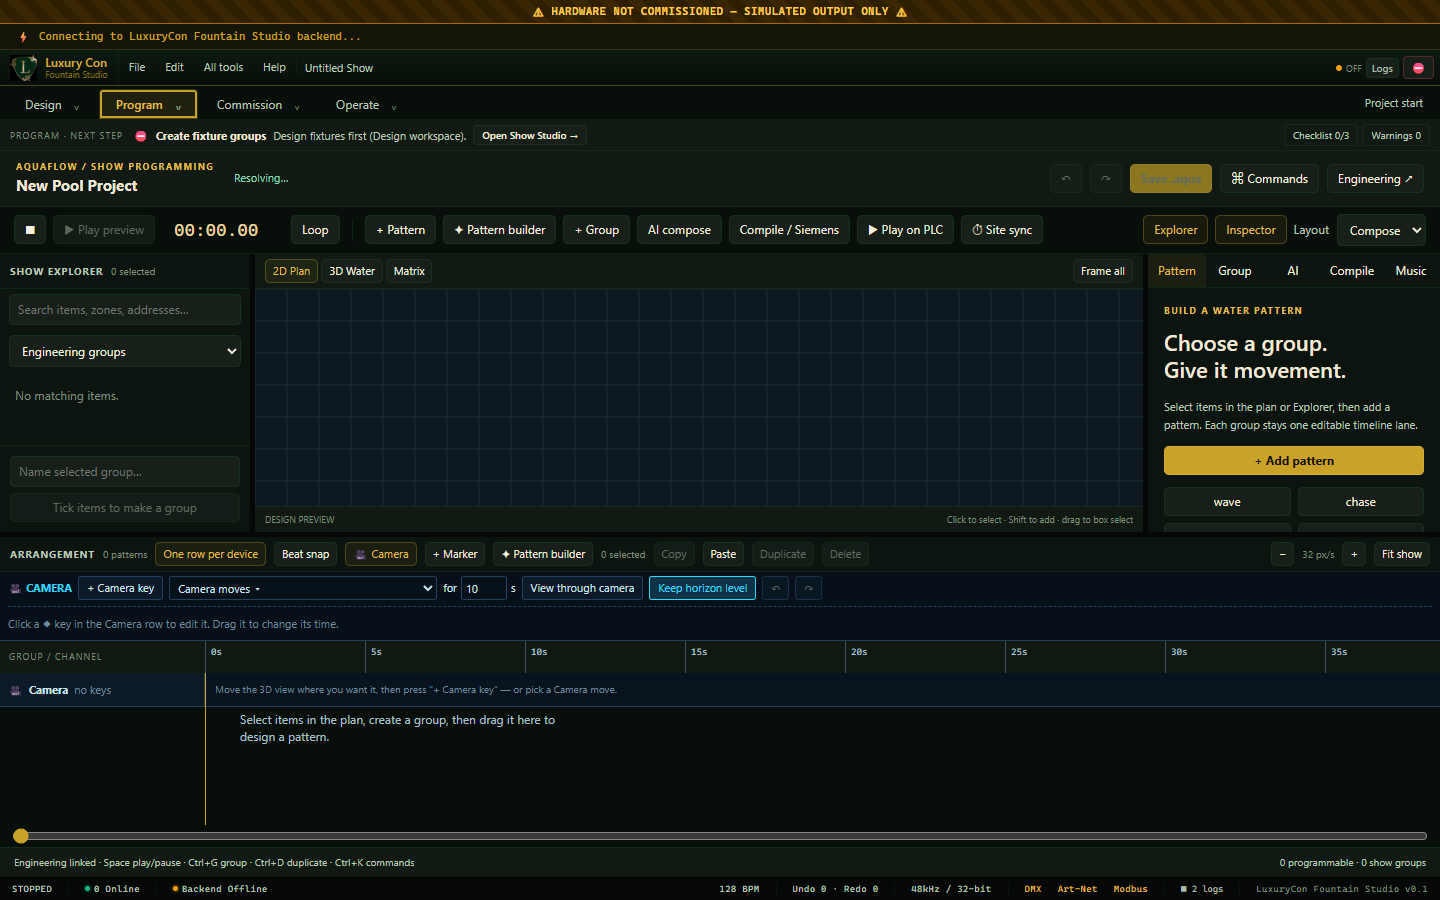 ⚠ HARDWARE NOT COMMISSIONED — SIMULATED OUTPUT ONLY ⚠
Connecting to LuxuryCon Fountain Studio backend...
Luxury Con
Fountain Studio
File Edit All tools Help Untitled Show
OFF Logs
Design Program Commission Operate
Project start
PROGRAM · NEXT STEP Create fixture groups Design fixtures first (Design workspace). Open Show Studio →
Checklist 0/3 Warnings 0
AQUAFLOW / SHOW PROGRAMMING
New Pool Project
Resolving...
↶ ↷ Save .aqua ⌘ Commands Engineering ↗
■ ▶ Play preview 00:00.00 Loop + Pattern ✦ Pattern builder + Group AI compose Compile / Siemens ▶ Play on PLC ⏱ Site sync
Explorer Inspector Layout Compose
SHOW EXPLORER 0 selected
Search items, zones, addresses...
Engineering groups
No matching items.
Name selected group...
Tick items to make a group
2D Plan 3D Water Matrix
Frame all
DESIGN PREVIEW
Click to select · Shift to add · drag to box select
Pattern Group AI Compile Music
BUILD A WATER PATTERN
Choose a group.
Give it movement.
Select items in the plan or Explorer, then add a
pattern. Each group stays one editable timeline lane.
+ Add pattern
wave chase
ARRANGEMENT 0 patterns One row per device Beat snap 🎥 Camera + Marker ✦ Pattern builder 0 selected Copy Paste Duplicate Delete
− 32 px/s + Fit show
🎥 CAMERA + Camera key Camera moves for 10 s View through camera Keep horizon level ↶ ↷
Click a ◆ key in the Camera row to edit it. Drag it to change its time.
GROUP / CHANNEL 0s 5s 10s 15s 20s 25s 30s 35s
🎥 Camera no keys
Move the 3D view where you want it, then press "+ Camera key" — or pick a Camera move.
Select items in the plan, create a group, then drag it here to
design a pattern.
Engineering linked · Space play/pause · Ctrl+G group · Ctrl+D duplicate · Ctrl+K commands
0 programmable · 0 show groups
STOPPED 0 Online Backend Offline
128 BPM Undo 0 · Redo 0 48kHz / 32-bit DMX Art-Net Modbus ■ 2 logs LuxuryCon Fountain Studio v0.1